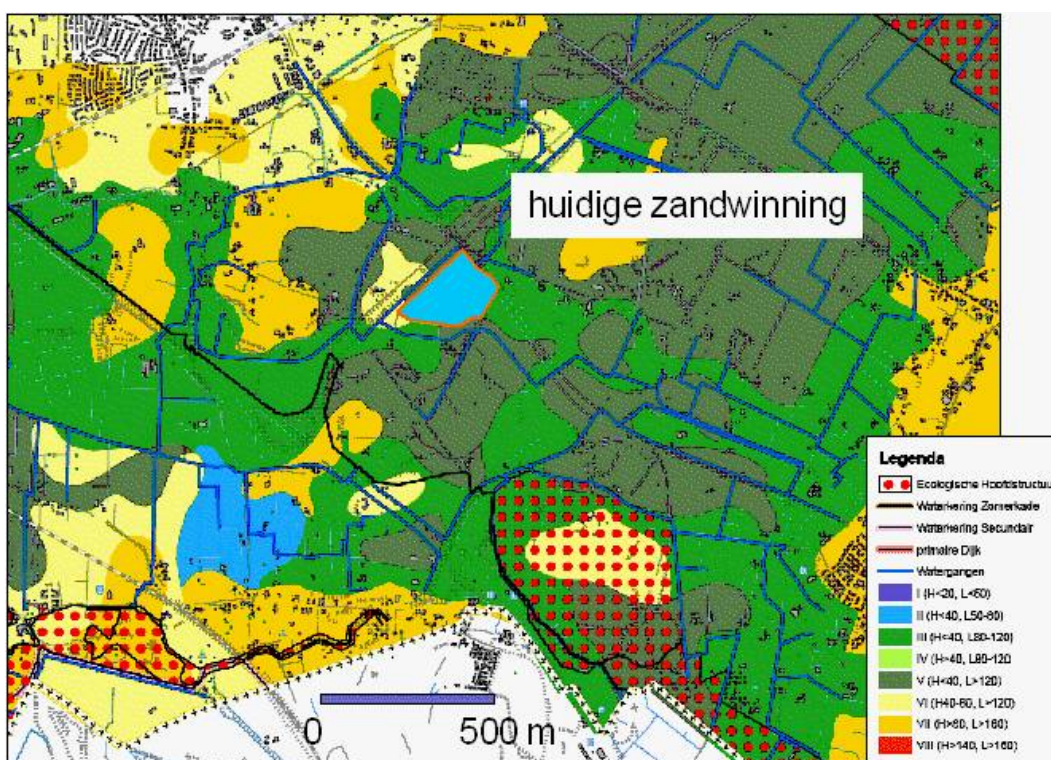 huidige zandwinning
0 500 m
Legenda
Ecologische Hoofdstructuu
Waterkering Zomerkade
Waterkering Secundair
primaire Dijk
Watergangen
I (H<20, L<50)
II (H<40, L50-80)
III (H<40, L80-120)
IV (H>40, L80-120
V (H<40, L>120)
VI (H40-80, L>120)
VII (H>80, L>160)
VIII (H>140, L>160)